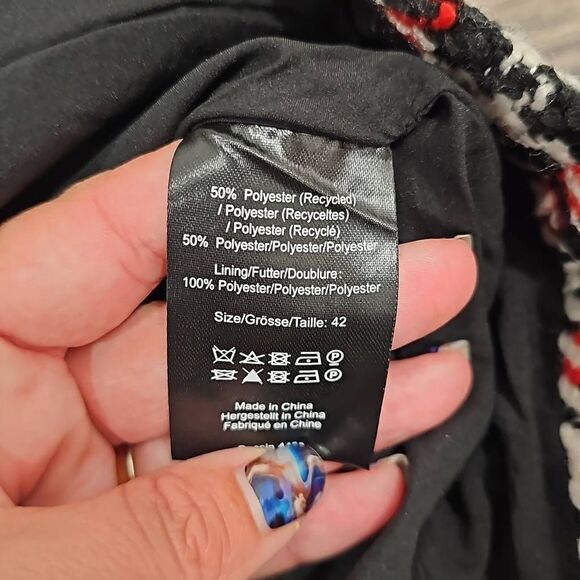 50% Polyester (Recycled)
/ Polyester (Recyceltes)
/ Polyester (Recyclé)
50% Polyester/Polyester/Polyester
Lining/Futter/Doublure:
100% Polyester/Polyester/Polyester
Size/Grösse/Taille: 42
Made in China
Hergestellt in China
Fabriqué en Chine